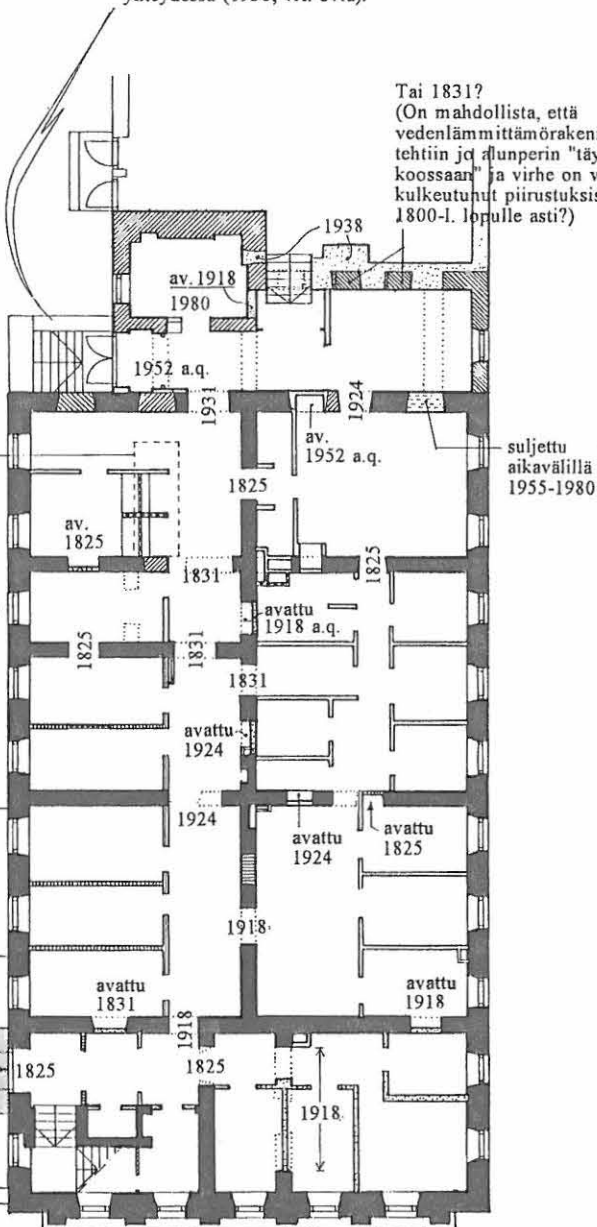 Tai 1831?
(On mahdollista, että
vedenlämmittämörakeni
tehtiin jo alunperin "täy
koossaan" ja virhe on v
kulkeutunut piirustuksis
1800-l. lopulle asti?)
1938
av. 1918
1980
1952 a.q.
1931
1924
av.
1952 a.q.
suljettu
aikavälillä
1955-1980
1825
av.
1825
1831
1825
avattu
1918 a.q.
1825
1831
1831
avattu
1924
1924
avattu
1924
avattu
1825
1918
avattu
1831
avattu
1918
1918
1825
1825
1918